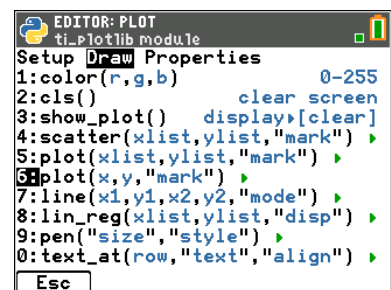 EDITOR: PLOT
ti_plotlib module
Setup Draw Properties
1:color(r,g,b) 0-255
2:cls() clear screen
3:show_plot() display▸[clear]
4:scatter(xlist,ylist,"mark") ▸
5:plot(xlist,ylist,"mark") ▸
6:plot(x,y,"mark") ▸
7:line(x1,y1,x2,y2,"mode") ▸
8:lin_reg(xlist,ylist,"disp") ▸
9:pen("size","style") ▸
0:text_at(row,"text","align") ▸
Esc